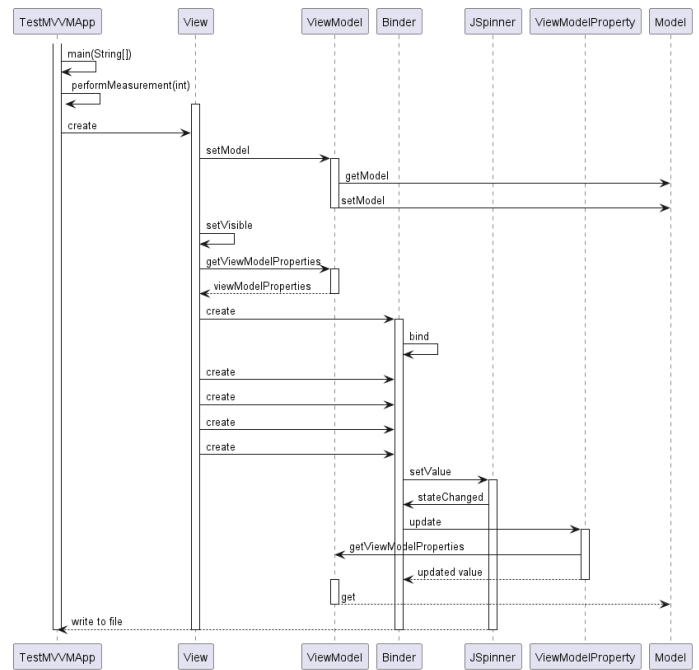 TestMVVMApp View ViewModel Binder JSpinner ViewModelProperty Model
main(String[])
performMeasurement(int)
create
setModel
getModel
setModel
setVisible
getViewModelProperties
viewModelProperties
create
bind
create
create
create
create
setValue
stateChanged
update
getViewModelProperties
updated value
get
write to file
TestMVVMApp View ViewModel Binder JSpinner ViewModelProperty Model